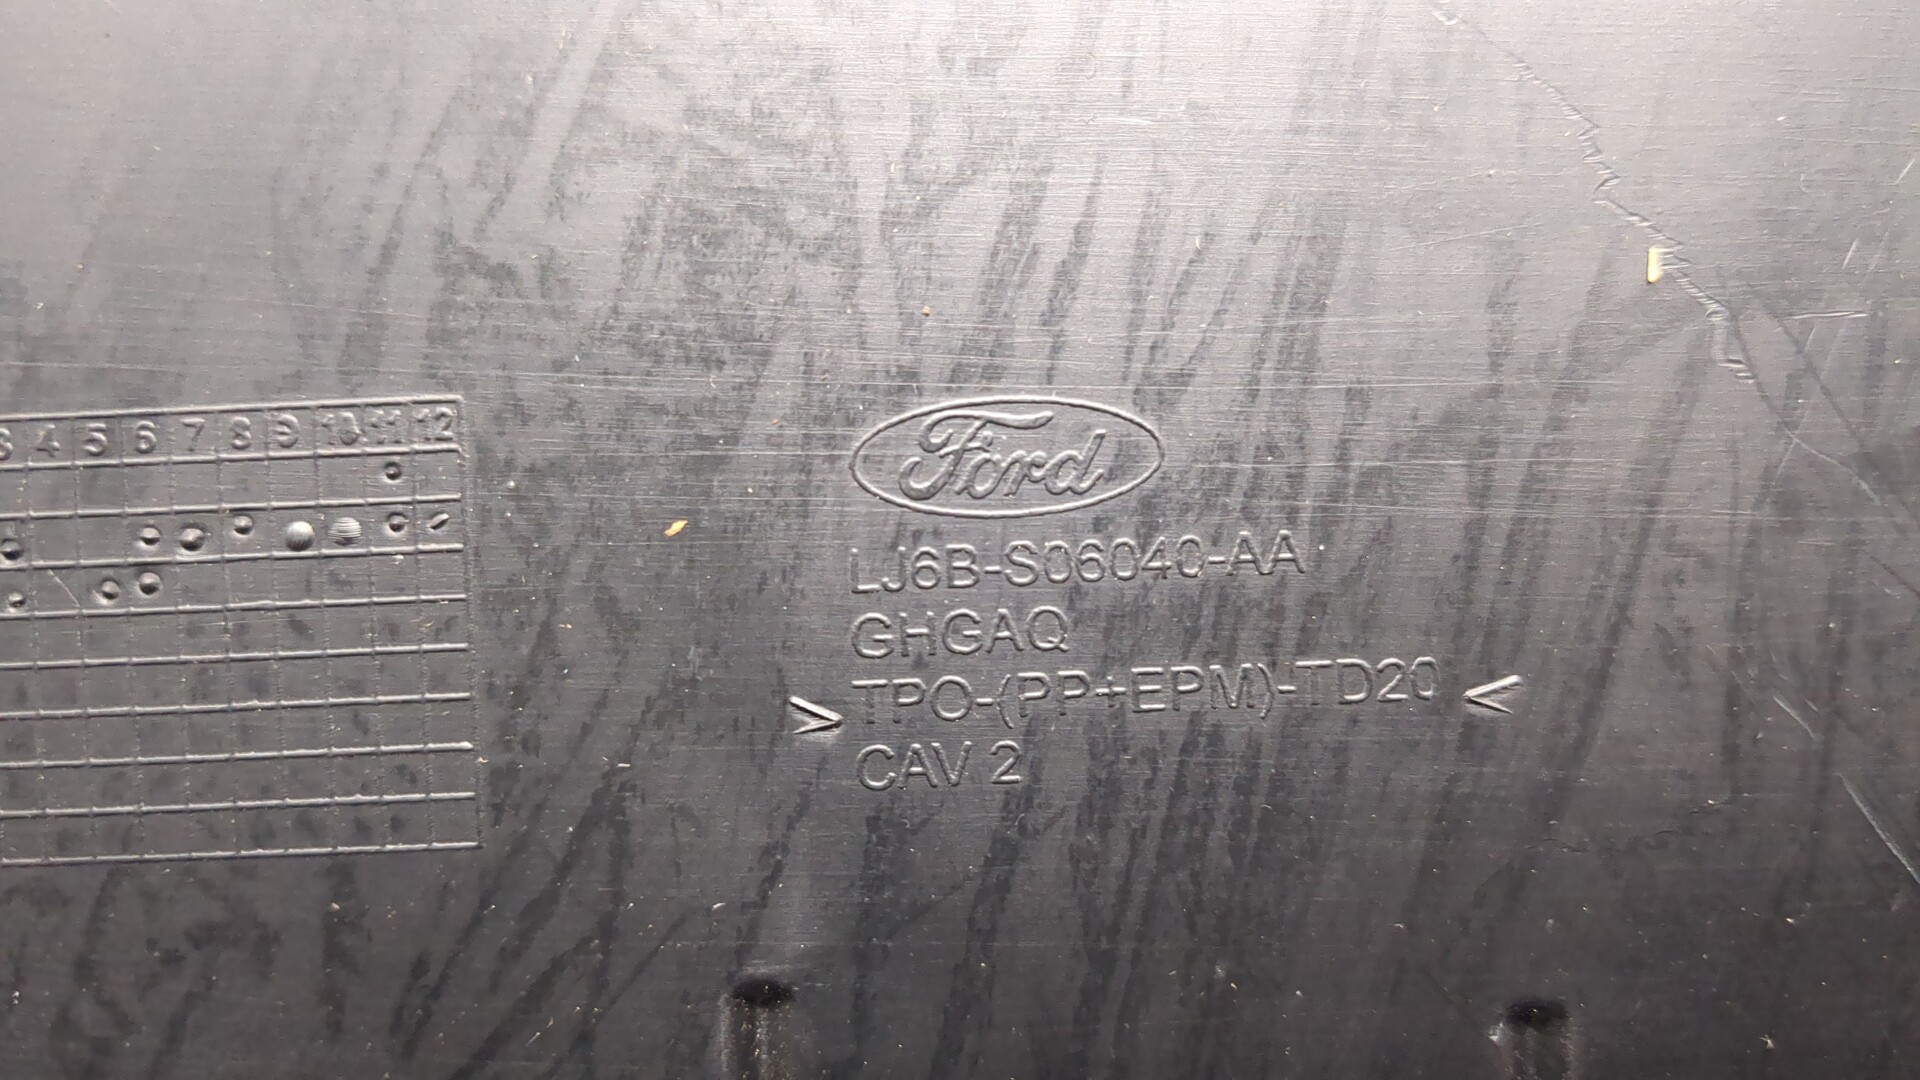 3 4 5 6 7 8 9 10 11 12
Ford
LJ6B-S06040-AA
GHGAQ
>TPO-(PP+EPM)-TD20<
CAV 2